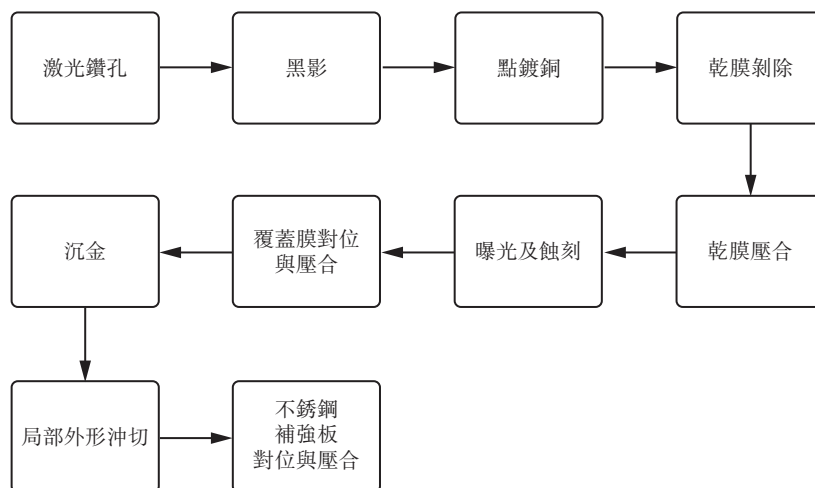 激光鑽孔
黑影
點鍍銅
乾膜剝除
乾膜壓合
曝光及蝕刻
覆蓋膜對位
與壓合
沉金
局部外形沖切
不銹鋼
補強板
對位與壓合